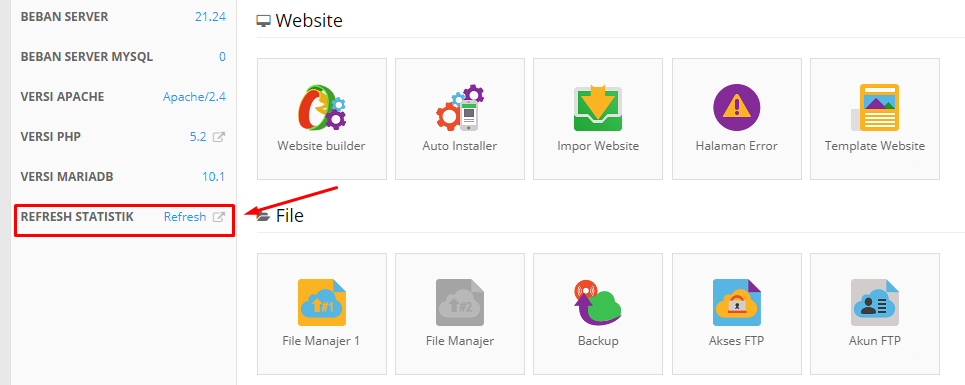 BEBAN SERVER 21.24
BEBAN SERVER MYSQL 0
VERSI APACHE Apache/2.4
VERSI PHP 5.2
VERSI MARIADB 10.1
REFRESH STATISTIK Refresh
Website
Website builder
Auto Installer
Impor Website
Halaman Error
Template Website
File
#1
File Manajer 1
#2
File Manajer
Backup
Akses FTP
Akun FTP